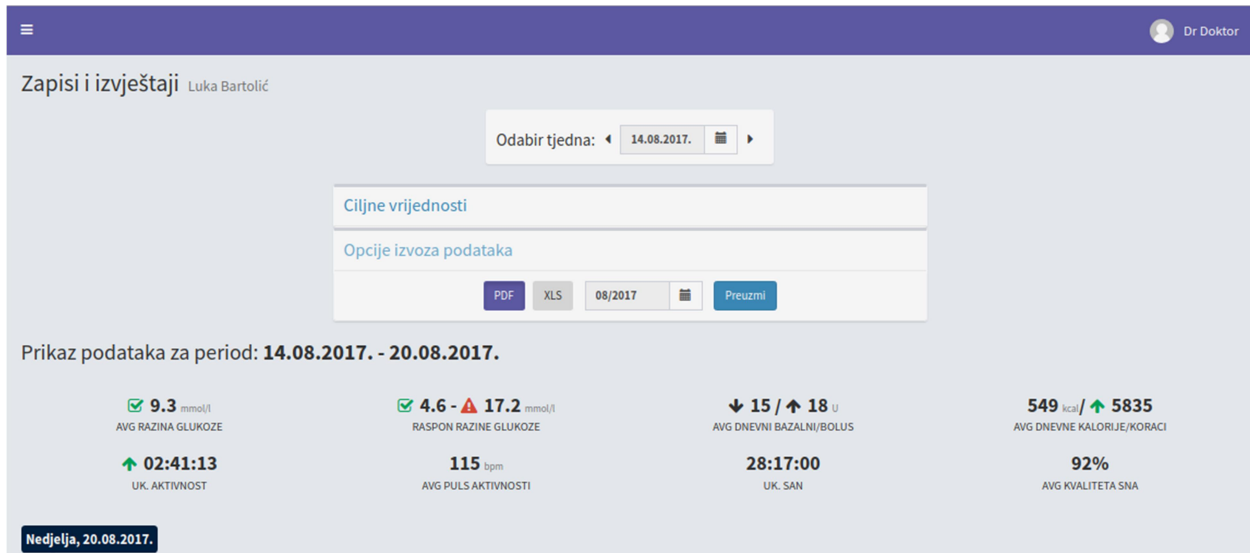 Dr Doktor
Zapisi i izvještaji Luka Bartolić
Odabir tjedna: 14.08.2017.
Ciljne vrijednosti
Opcije izvoza podataka
PDF XLS 08/2017 Preuzmi
Prikaz podataka za period: 14.08.2017. - 20.08.2017.
9.3 mmol/l 4.6 - 17.2 mmol/l 15 / 18 U 549 kcal/ 5835
AVG RAZINA GLUKOZE RASPON RAZINE GLUKOZE AVG DNEVNI BAZALNI/BOLUS AVG DNEVNE KALORIJE/KORACI
02:41:13 115 bpm 28:17:00 92%
UK. AKTIVNOST AVG PULS AKTIVNOSTI UK. SAN AVG KVALITETA SNA
Nedjelja, 20.08.2017.